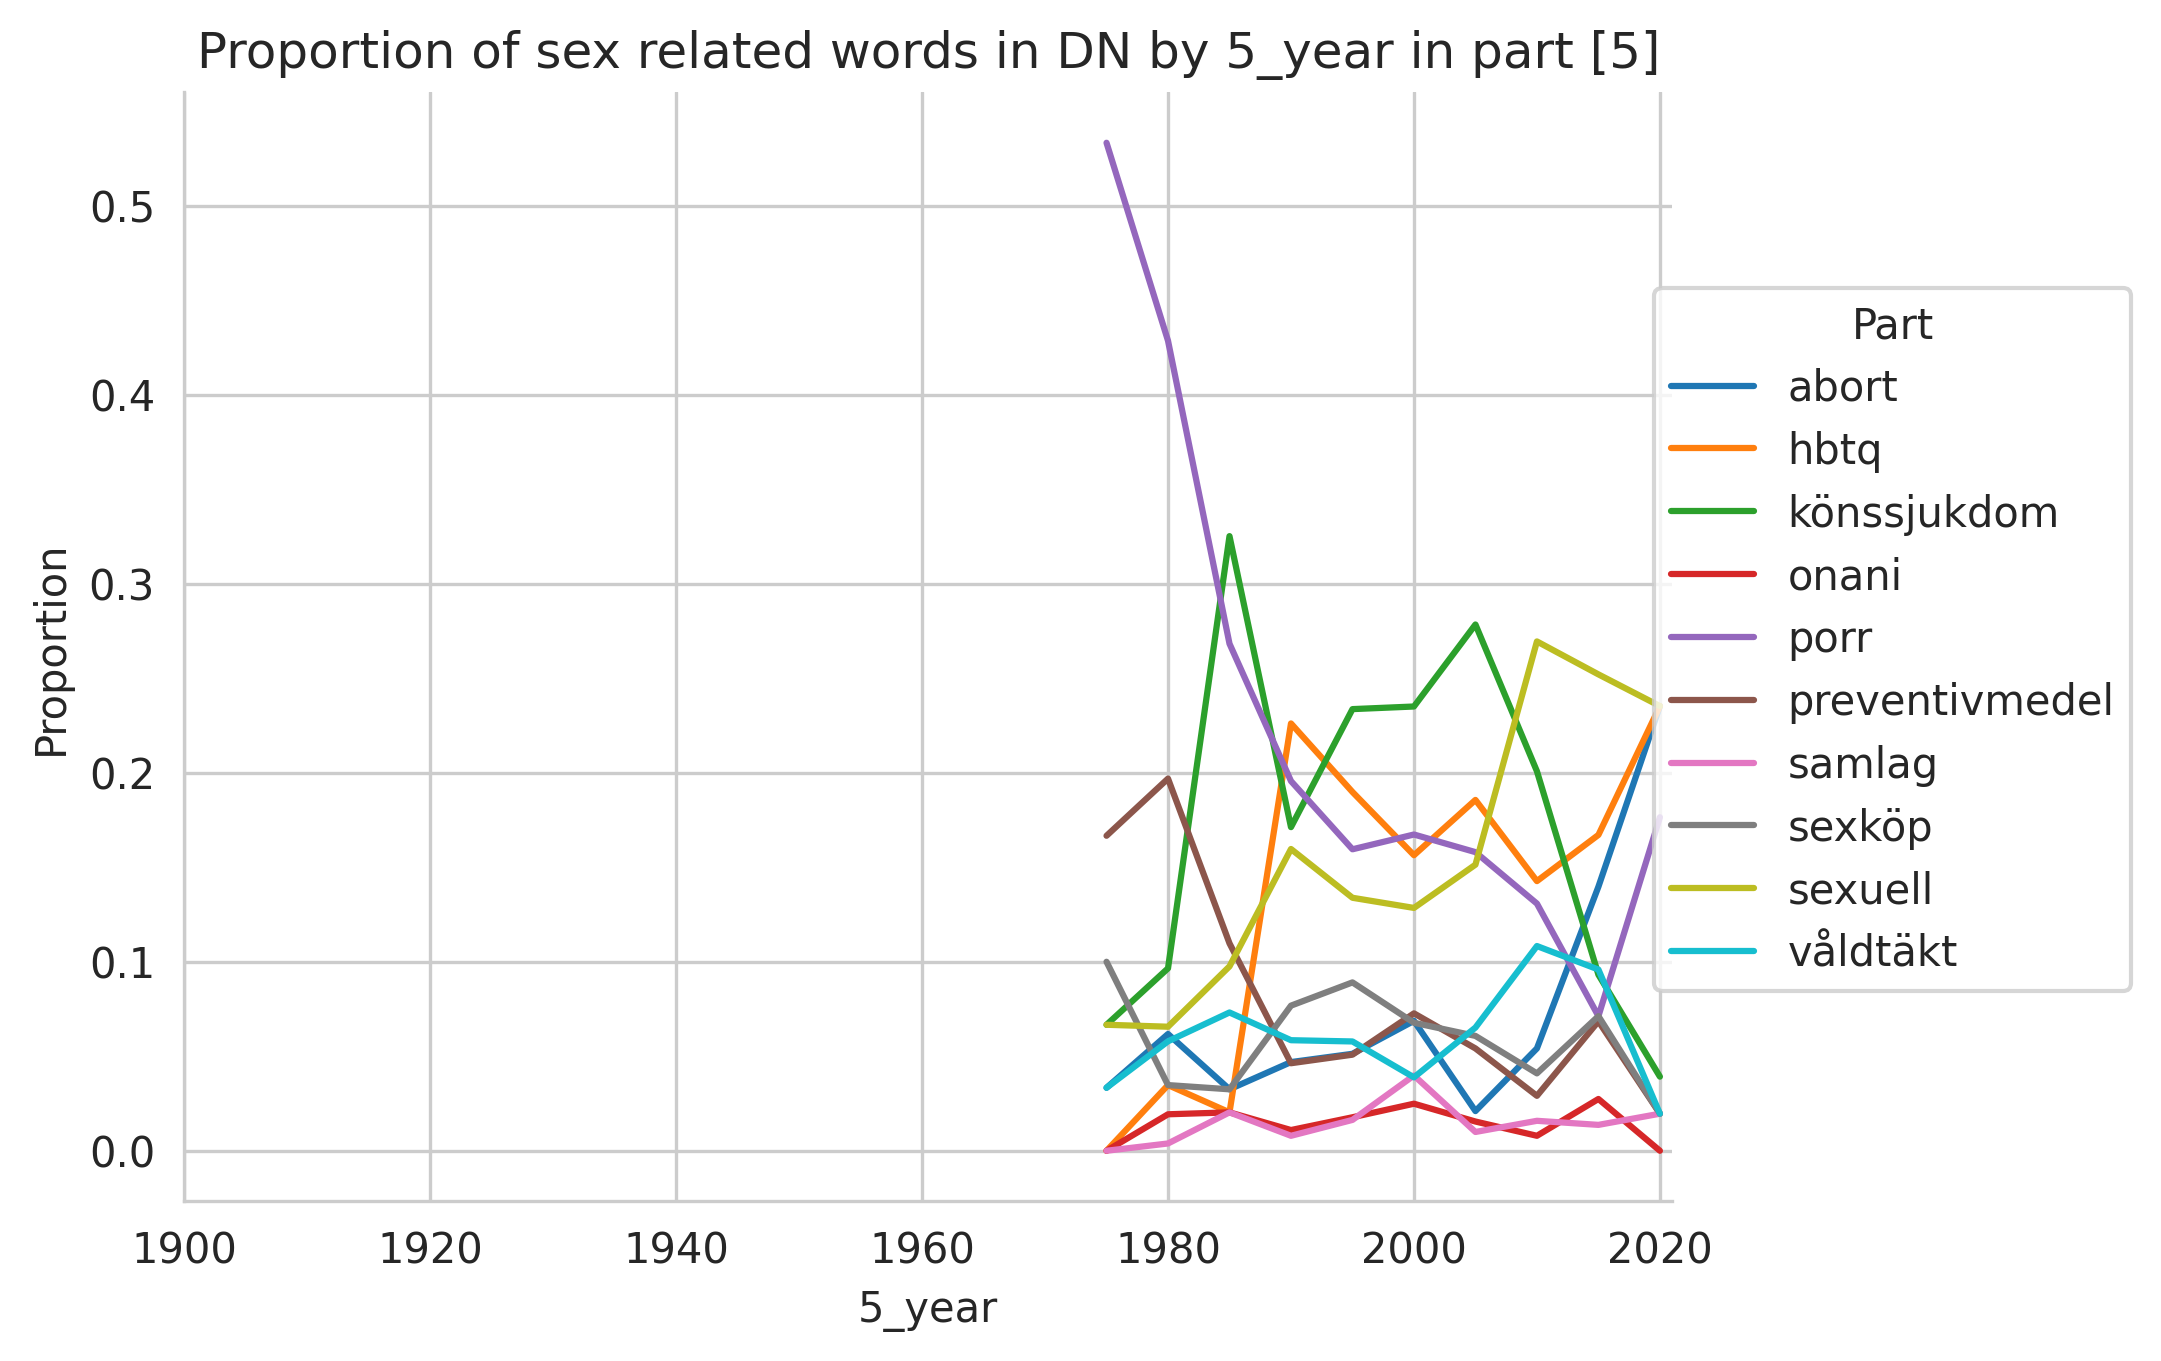 Proportion of sex related words in DN by 5_year in part [5]
Proportion
0.5
0.4
0.3
0.2
0.1
0.0
1900
1920
1940
1960
1980
2000
2020
5_year
Part
abort
hbtq
könssjukdom
onani
porr
preventivmedel
samlag
sexköp
sexuell
våldtäkt